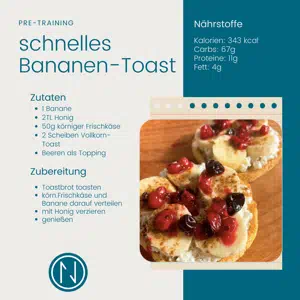 PRE-TRAINING
schnelles
Bananen-Toast
Nährstoffe
Kalorien: 343 kcal
Carbs: 67g
Proteine: 11g
Fett: 4g
Zutaten
1 Banane
2TL Honig
50g körniger Frischkäse
2 Scheiben Vollkorn-
Toast
Beeren als Topping
Zubereitung
Toastbrot toasten
körn.Frischkäse und
Banane darauf verteilen
mit Honig verzieren
genießen
N